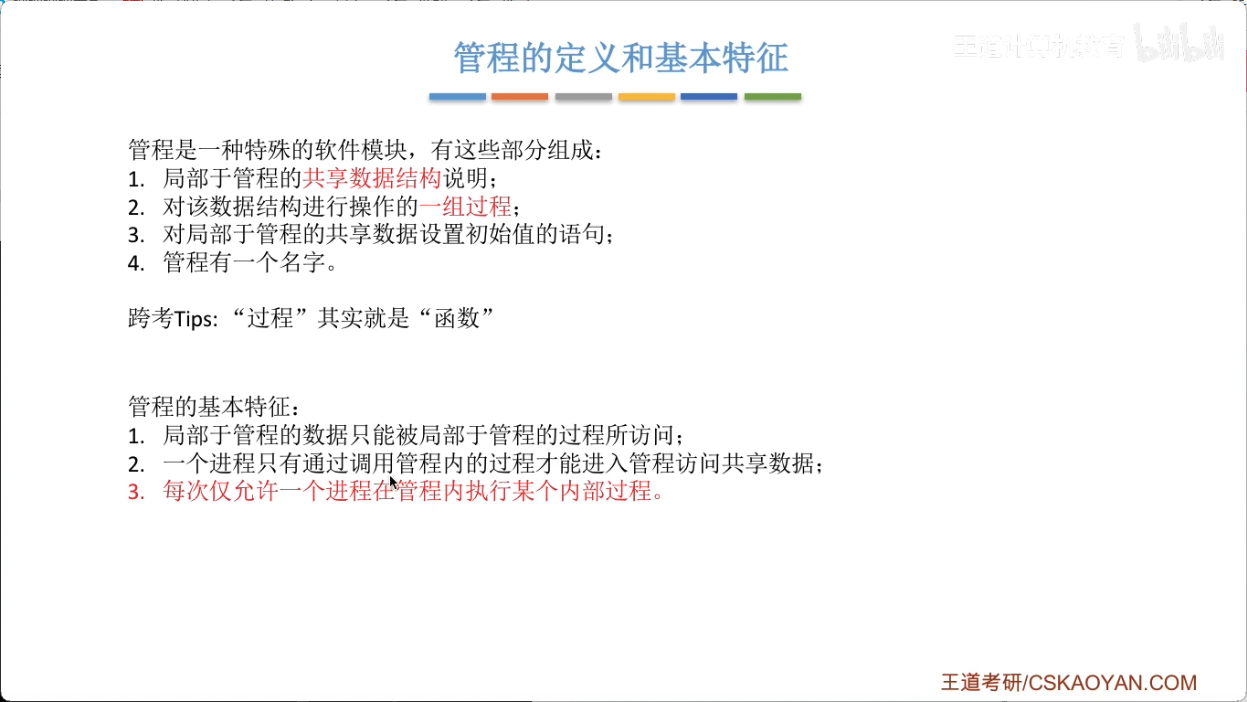 王道计算机教育 bilibili
管程的定义和基本特征
管程是一种特殊的软件模块，有这些部分组成：
1. 局部于管程的共享数据结构说明；
2. 对该数据结构进行操作的一组过程；
3. 对局部于管程的共享数据设置初始值的语句；
4. 管程有一个名字。
跨考Tips: “过程”其实就是“函数”
管程的基本特征：
1. 局部于管程的数据只能被局部于管程的过程所访问；
2. 一个进程只有通过调用管程内的过程才能进入管程访问共享数据；
3. 每次仅允许一个进程在管程内执行某个内部过程。
王道考研/CSKAOYAN.COM